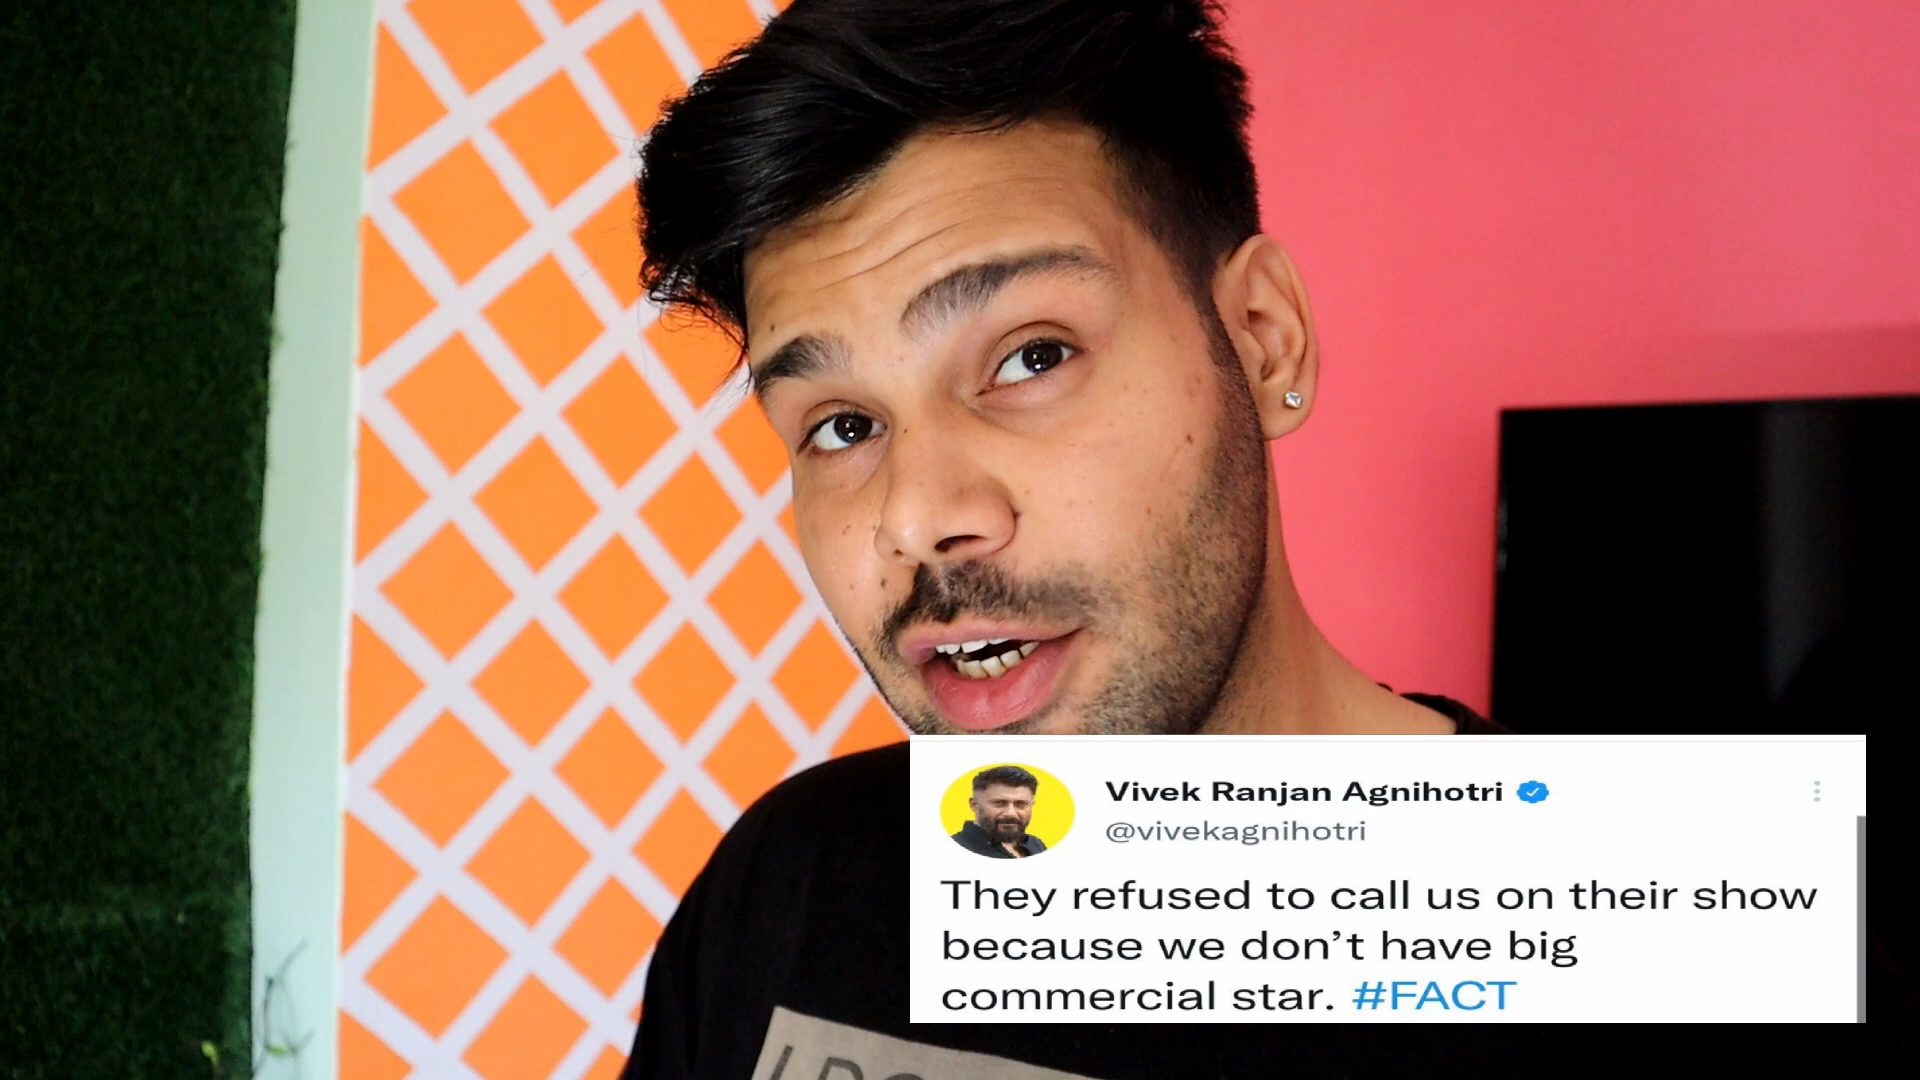 Vivek Ranjan Agnihotri
@vivekagnihotri
They refused to call us on their show
because we don’t have big
commercial star. #FACT